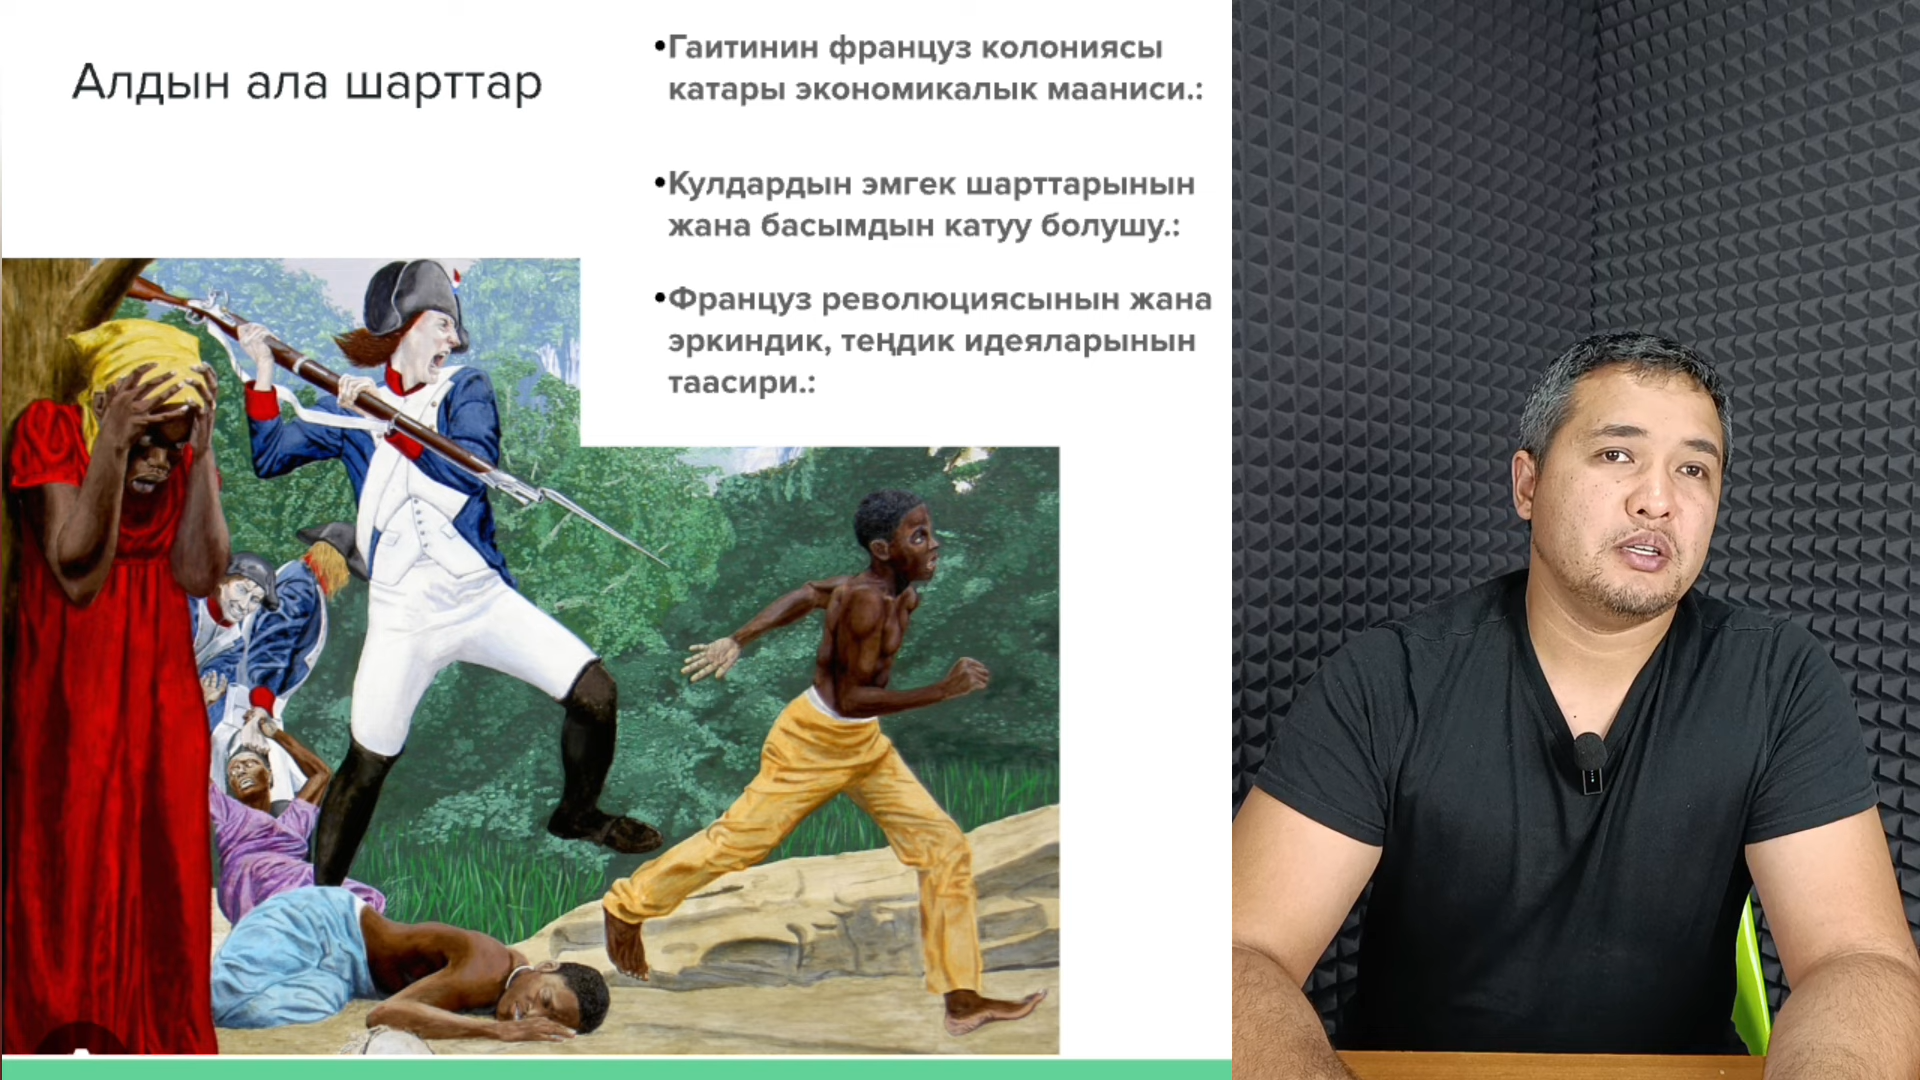 Алдын ала шарттар
•Гаитинин француз колониясы
катары экономикалык мааниси.:
•Кулдардын эмгек шарттарынын
жана басымдын катуу болушу.:
•Француз революциясынын жана
эркиндик, теңдик идеяларынын
таасири.: